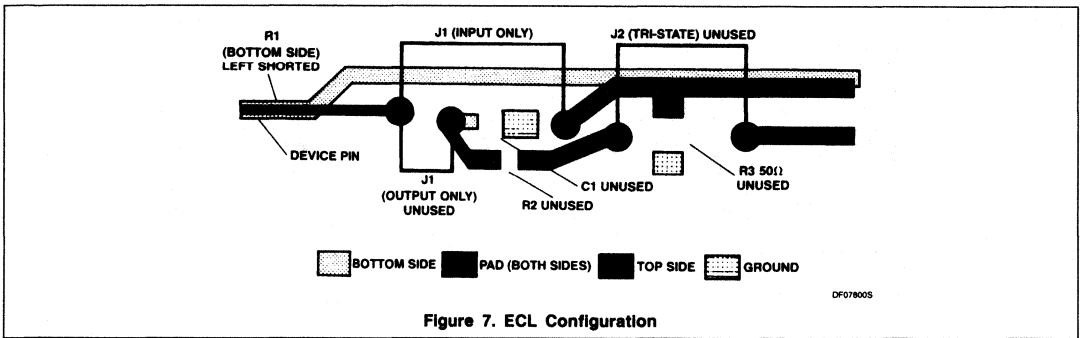 R1
(BOTTOM SIDE)
LEFT SHORTED
J1 (INPUT ONLY)
J2 (TRI-STATE) UNUSED
DEVICE PIN
J1
(OUTPUT ONLY)
UNUSED
R2 UNUSED
C1 UNUSED
R3 50Ω
UNUSED
BOTTOM SIDE
PAD (BOTH SIDES)
TOP SIDE
GROUND
DF07800S
Figure 7. ECL Configuration